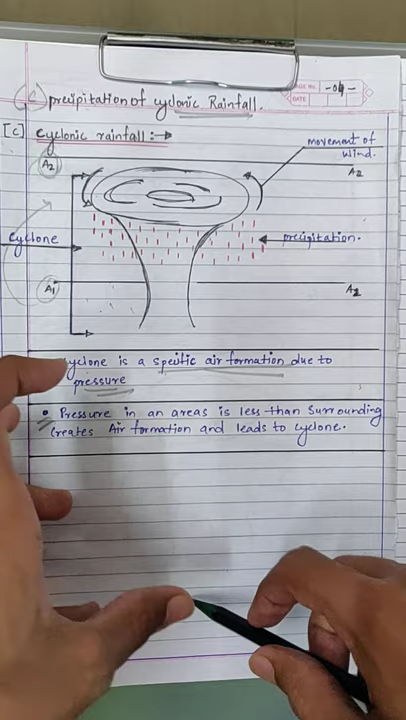 (c) precipitation of cyclonic Rainfall.
PAGE No. -04-
DATE
[c] cyclonic rainfall:→
movement of
wind.
A2
A2
cyclone
precipitation.
A1
A2
cyclone is a speific air formation due to
pressure
• Pressure in an areas is less than surrounding
creates Air formation and leads to cyclone.